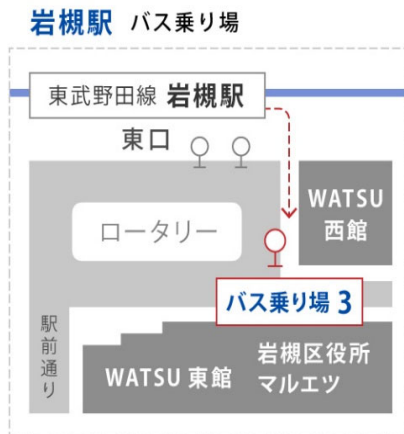 岩槻駅 バス乗り場
東武野田線 岩槻駅
東口
WATSU
西館
ロータリー
バス乗り場 3
駅前通り
岩槻区役所
WATSU 東館 マルエツ